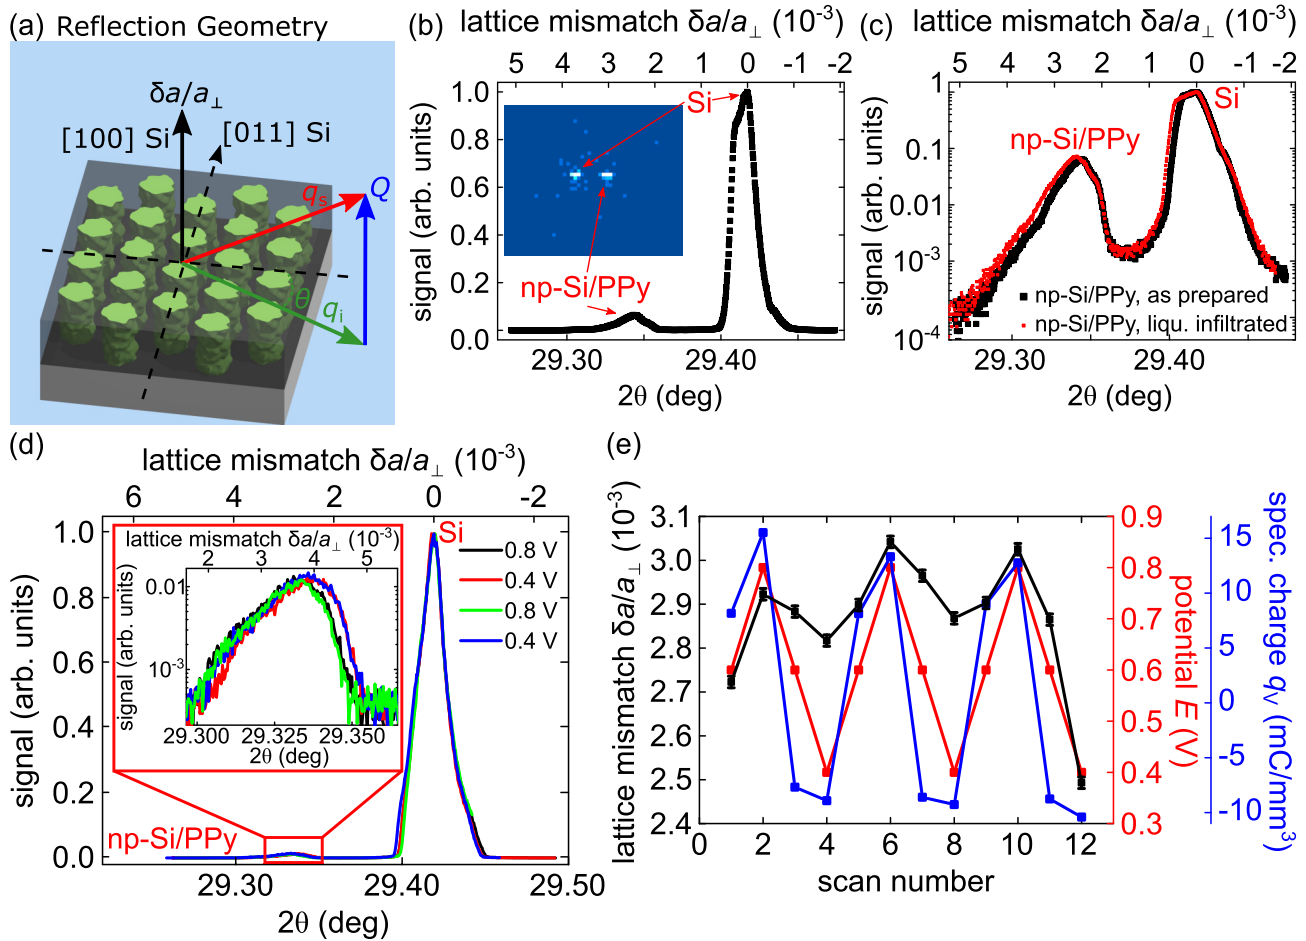 (a) Reflection Geometry
δa/a⊥
[100] Si
[011] Si
qs
Q
θ
qi
(b)
lattice mismatch δa/a⊥ (10-3)
5 4 3 2 1 0 -1
signal (arb. units)
1.0
0.8
0.6
0.4
0.2
0.0
Si
np-Si/PPy
29.30 29.40
2θ (deg)
(c)
lattice mismatch δa/a⊥ (10-3)
5 4 3 2 1 0 -1 -2
signal (arb. units)
1
0.1
0.01
10-3
10-4
np-Si/PPy
Si
np-Si/PPy, as prepared
np-Si/PPy, liqu. infiltrated
29.30 29.40
2θ (deg)
(d)
lattice mismatch δa/a⊥ (10-3)
6 4 2 0 -2
signal (arb. units)
1.0
0.8
0.6
0.4
0.2
0.0
Si
0.8 V
0.4 V
0.8 V
0.4 V
lattice mismatch δa/a⊥ (10-3)
2 3 4 5
signal (arb. units)
0.01
10-3
29.300 29.325 29.350
2θ (deg)
np-Si/PPy
29.30 29.40 29.50
2θ (deg)
(e)
lattice mismatch δa/a⊥ (10-3)
3.1
3.0
2.9
2.8
2.7
2.6
2.5
2.4
0 2 4 6 8 10 12
scan number
0.9
0.8
0.7
0.6
0.5
0.4
0.3
potential E (V)
15
10
5
0
-5
-10
spec. charge qV (mC/mm3)